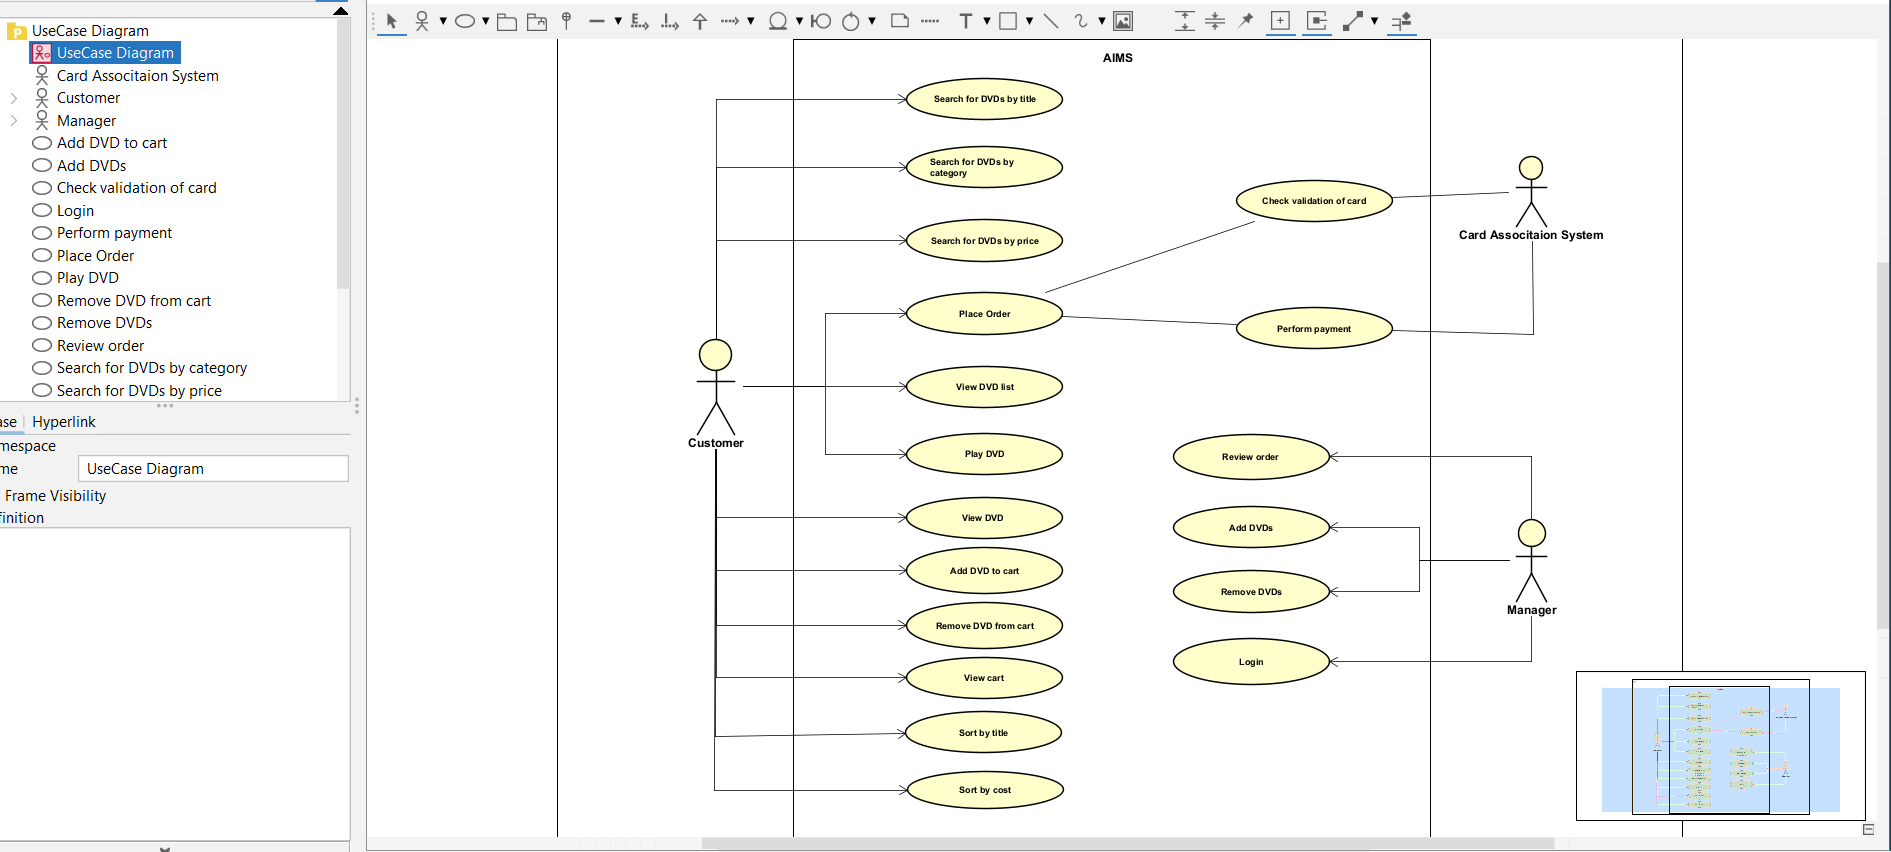 UseCase Diagram
UseCase Diagram
Card Associtaion System
Customer
Manager
Add DVD to cart
Add DVDs
Check validation of card
Login
Perform payment
Place Order
Play DVD
Remove DVD from cart
Remove DVDs
Review order
Search for DVDs by category
Search for DVDs by price
ase Hyperlink
mespace
me UseCase Diagram
Frame Visibility
finition
AIMS
Search for DVDs by title
Search for DVDs by
category
Search for DVDs by price
Place Order
View DVD list
Play DVD
View DVD
Add DVD to cart
Remove DVD from cart
View cart
Sort by title
Sort by cost
Customer
Check validation of card
Perform payment
Card Associtaion System
Review order
Add DVDs
Remove DVDs
Login
Manager